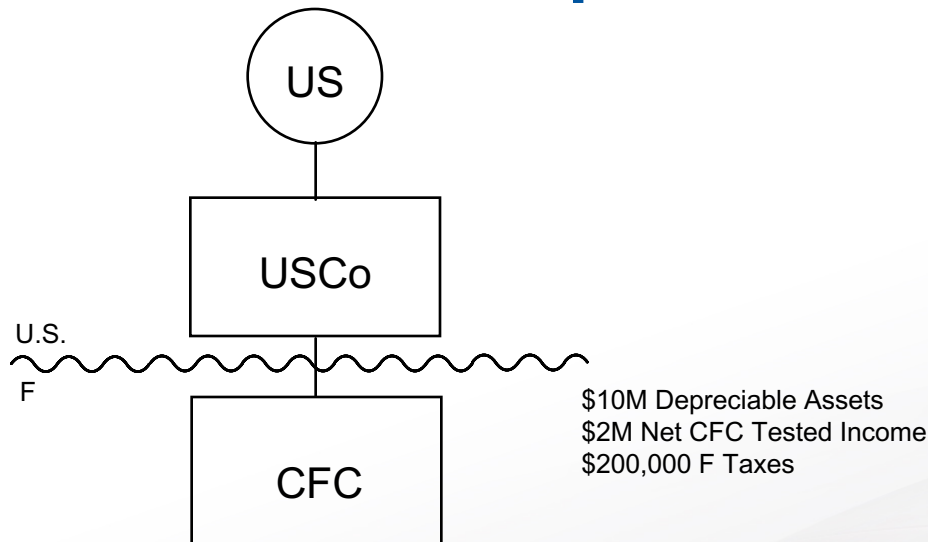 US
USCo
U.S.
F
$10M Depreciable Assets
$2M Net CFC Tested Income
$200,000 F Taxes
CFC